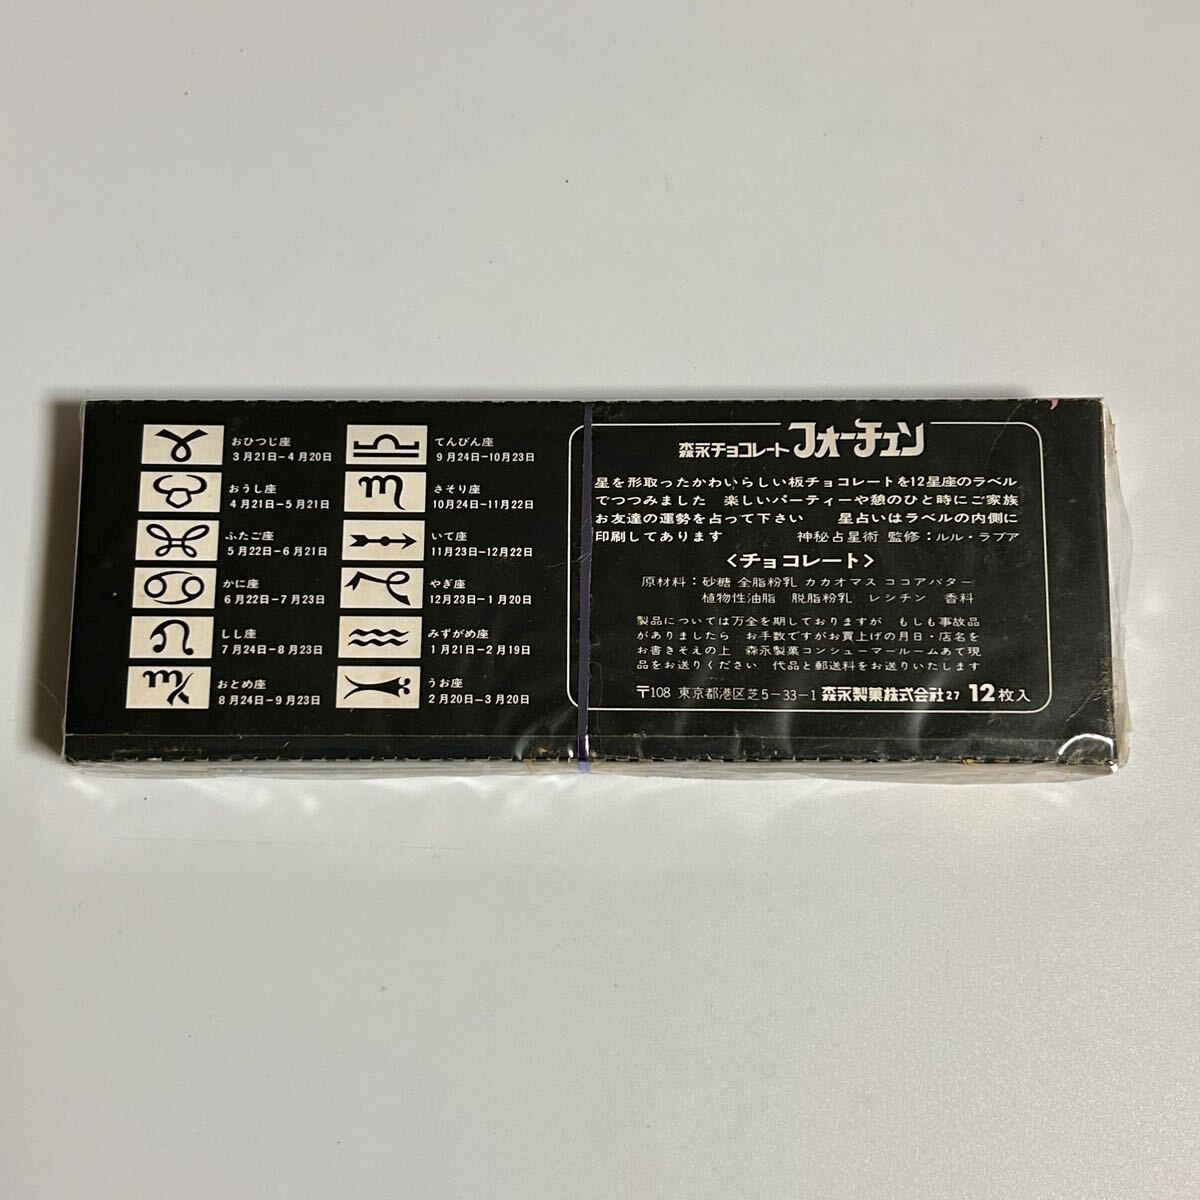 おひつじ座
3月21日-4月20日
おうし座
4月21日-5月21日
ふたご座
5月22日-6月21日
かに座
6月22日-7月23日
しし座
7月24日-8月23日
おとめ座
8月24日-9月23日
てんびん座
9月24日-10月23日
さそり座
10月24日-11月22日
いて座
11月23日-12月22日
やぎ座
12月23日-1月20日
みずがめ座
1月21日-2月19日
うお座
2月20日-3月20日
森永チョコレート フォーチュン
星を形取ったかわいらしい板チョコレートを12星座のラベル
でつつみました 楽しいパーティーや憩のひと時にご家族
お友達の運勢を占って下さい 星占いはラベルの内側に
印刷してあります 神秘占星術 監修:ルル・ラブア
<チョコレート>
原材料:砂糖 全脂粉乳 カカオマス ココアバター
植物性油脂 脱脂粉乳 レシチン 香料
製品については万全を期しておりますが もしも事故品
がありましたら お手数ですがお買上げの月日・店名を
お書きそえの上 森永製菓コンシューマールームあて現
品をお送りください 代品と郵送料をお送りいたします
〒108 東京都港区芝5-33-1 森永製菓株式会社27 12枚入